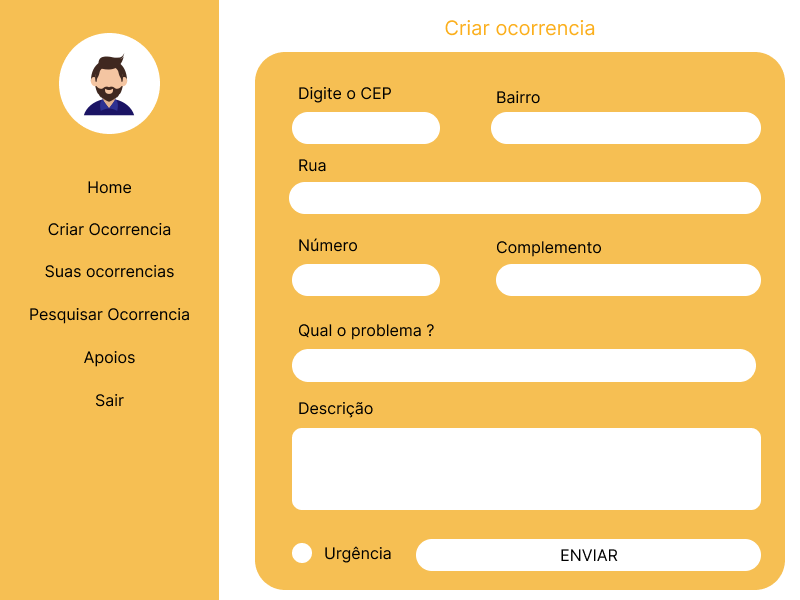 Home
Criar Ocorrencia
Suas ocorrencias
Pesquisar Ocorrencia
Apoios
Sair
Criar ocorrencia
Digite o CEP
Bairro
Rua
Número
Complemento
Qual o problema ?
Descrição
Urgência
ENVIAR